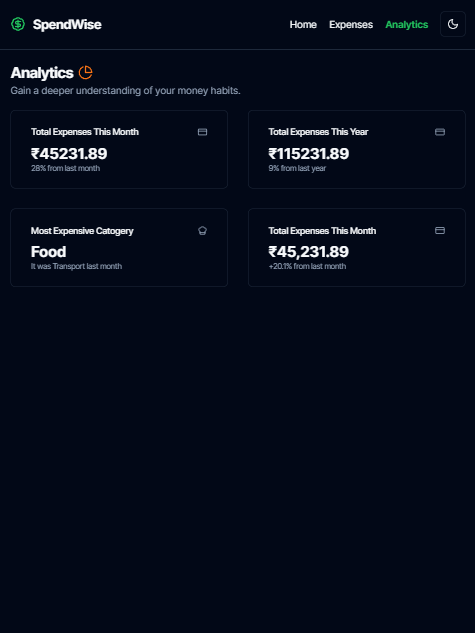 SpendWise
Home Expenses Analytics
Analytics
Gain a deeper understanding of your money habits.
Total Expenses This Month
₹45231.89
28% from last month
Total Expenses This Year
₹115231.89
9% from last year
Most Expensive Catogery
Food
It was Transport last month
Total Expenses This Month
₹45,231.89
+20.1% from last month